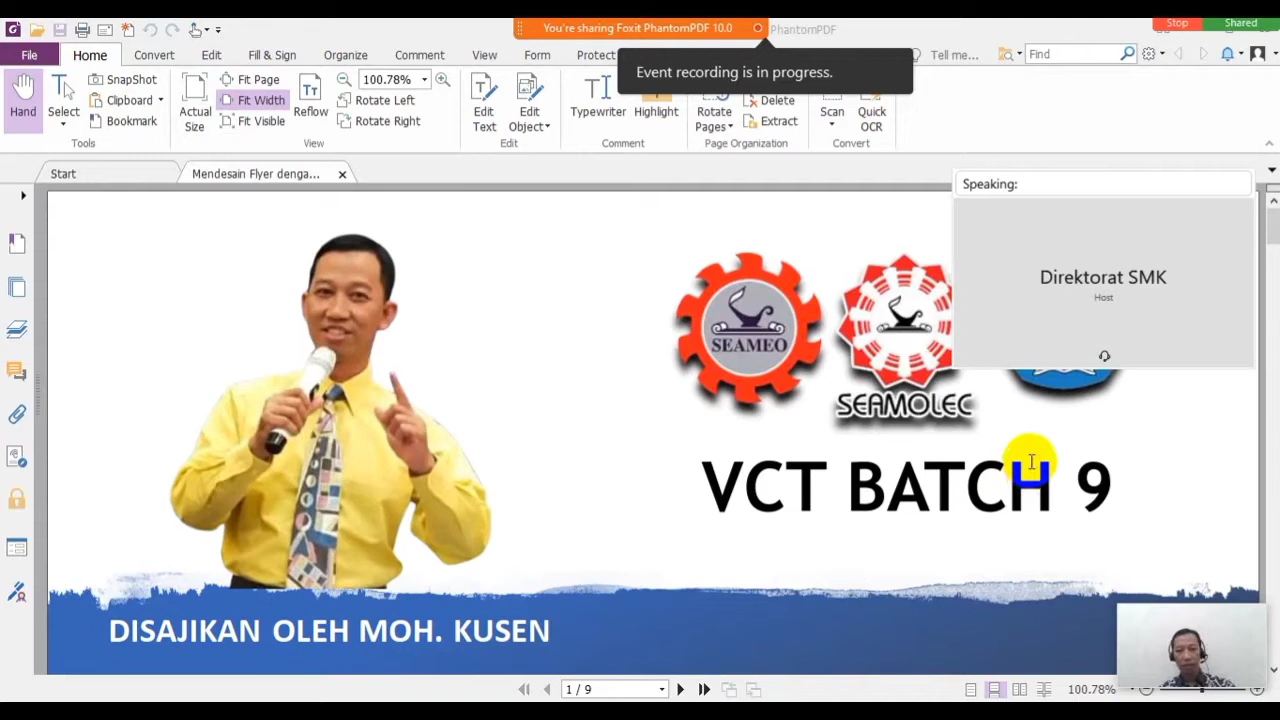 You're sharing Foxit PhantomPDF 10.0
PhantomPDF
Stop
Shared
Event recording is in progress.
File
Home
Convert
Edit
Fill & Sign
Organize
Comment
View
Form
Protect
Tell me...
Find
Hand
Select
SnapShot
Clipboard
Bookmark
Actual
Size
Fit Page
Fit Width
Fit Visible
Reflow
100.78%
Rotate Left
Rotate Right
Edit
Text
Edit
Object
Typewriter
Highlight
Rotate
Pages
Delete
Extract
Scan
Quick
OCR
Tools
View
Edit
Comment
Page Organization
Convert
Start
Mendesain Flyer denga...
Speaking:
Direktorat SMK
Host
SEAMEO
SEAMOLEC
VCT BATCH 9
DISAJIKAN OLEH MOH. KUSEN
1 / 9
100.78%